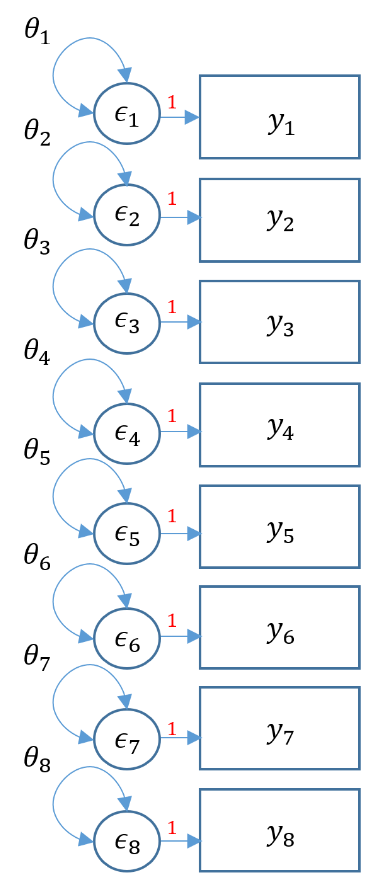 θ₁
1
ϵ₁ y₁
θ₂
1
ϵ₂ y₂
θ₃
1
ϵ₃ y₃
θ₄
1
ϵ₄ y₄
θ₅
1
ϵ₅ y₅
θ₆
1
ϵ₆ y₆
θ₇
1
ϵ₇ y₇
θ₈
1
ϵ₈ y₈